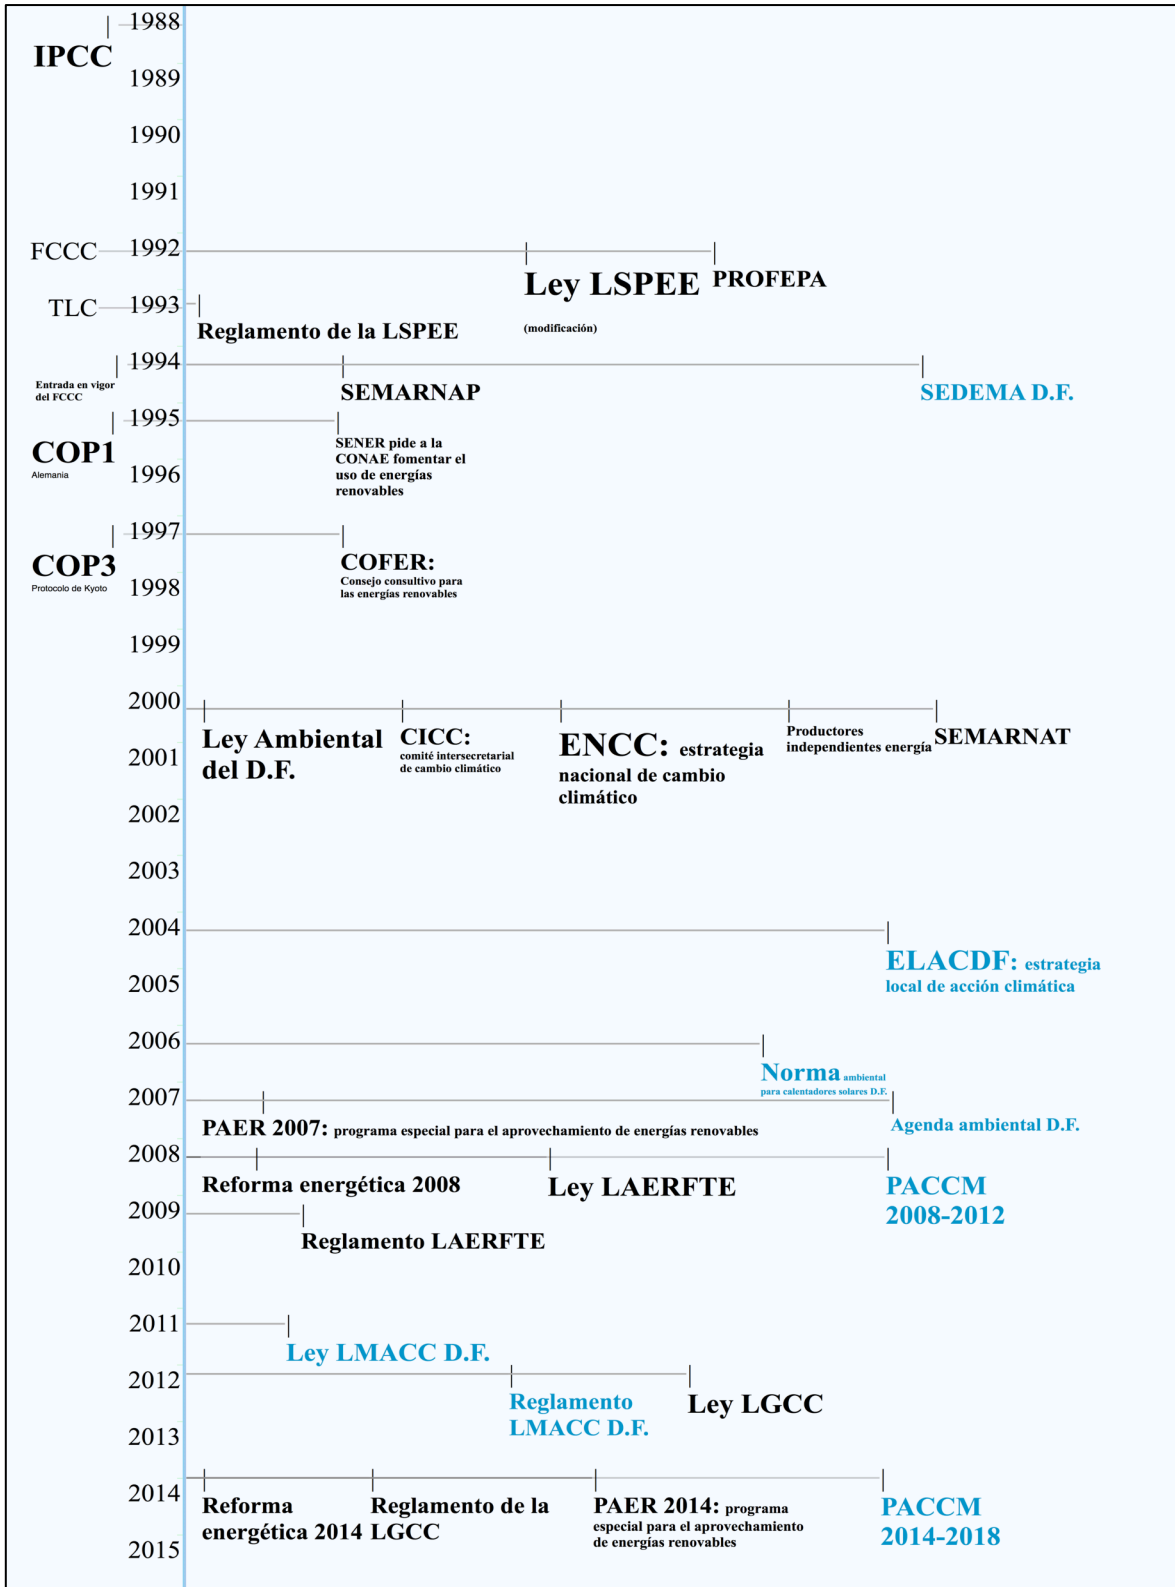 1988
IPCC
1989
1990
1991
FCCC 1992
Ley LSPEE
(modificación)
PROFEPA
TLC 1993
Reglamento de la LSPEE
1994
Entrada en vigor
del FCCC
SEMARNAP
SEDEMA D.F.
1995
COP1
Alemania
SENER pide a la
CONAE fomentar el
uso de energías
renovables
1996
1997
COP3
Protocolo de Kyoto
COFER:
Consejo consultivo para
las energías renovables
1998
1999
2000
Ley Ambiental
del D.F.
CICC:
comité intersecretarial
de cambio climático
ENCC: estrategia
nacional de cambio
climático
Productores
independientes energía
SEMARNAT
2001
2002
2003
2004
ELACDF: estrategia
local de acción climática
2005
2006
Norma ambiental
para calentadores solares D.F.
2007
PAER 2007: programa especial para el aprovechamiento de energías renovables
Agenda ambiental D.F.
2008
Reforma energética 2008
Ley LAERFTE
PACCM
2008-2012
2009
Reglamento LAERFTE
2010
2011
Ley LMACC D.F.
2012
Reglamento
LMACC D.F.
Ley LGCC
2013
2014
Reforma
energética 2014
Reglamento de la
LGCC
PAER 2014: programa
especial para el aprovechamiento
de energías renovables
PACCM
2014-2018
2015